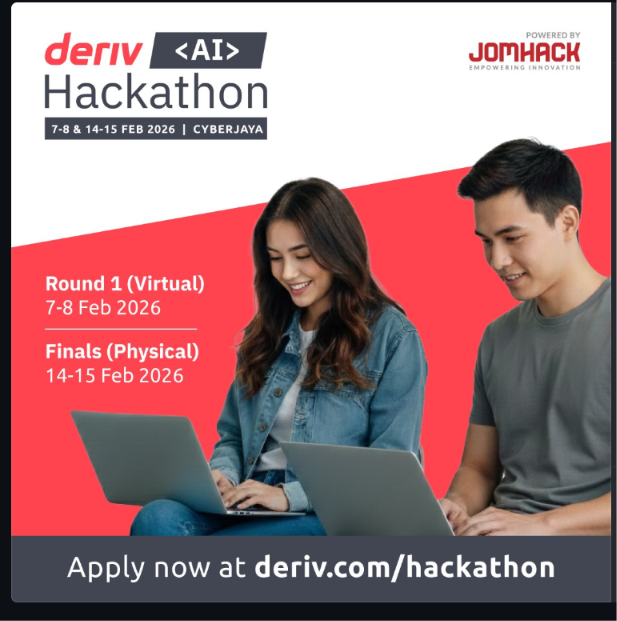 deriv <AI>
Hackathon
7-8 & 14-15 FEB 2026 | CYBERJAYA
POWERED BY
JOMHACK
EMPOWERING INNOVATION
Round 1 (Virtual)
7-8 Feb 2026
Finals (Physical)
14-15 Feb 2026
Apply now at deriv.com/hackathon